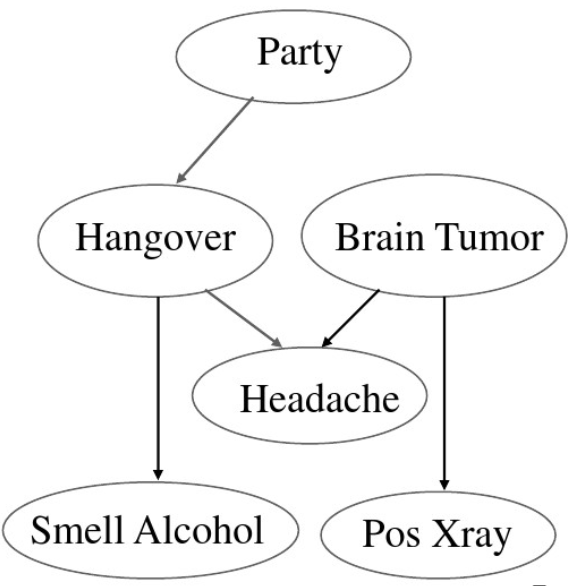 Party
Hangover
Brain Tumor
Headache
Smell Alcohol
Pos Xray